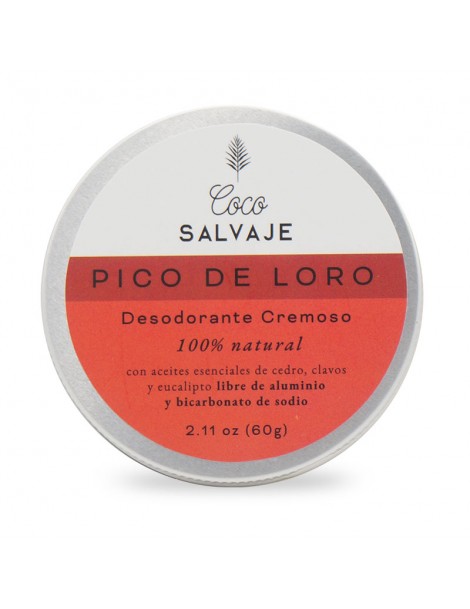 Coco
SALVAJE
PICO DE LORO
Desodorante Cremoso
100% natural
con aceites esenciales de cedro, clavos
y eucalipto libre de aluminio
y bicarbonato de sodio
2.11 oz (60g)